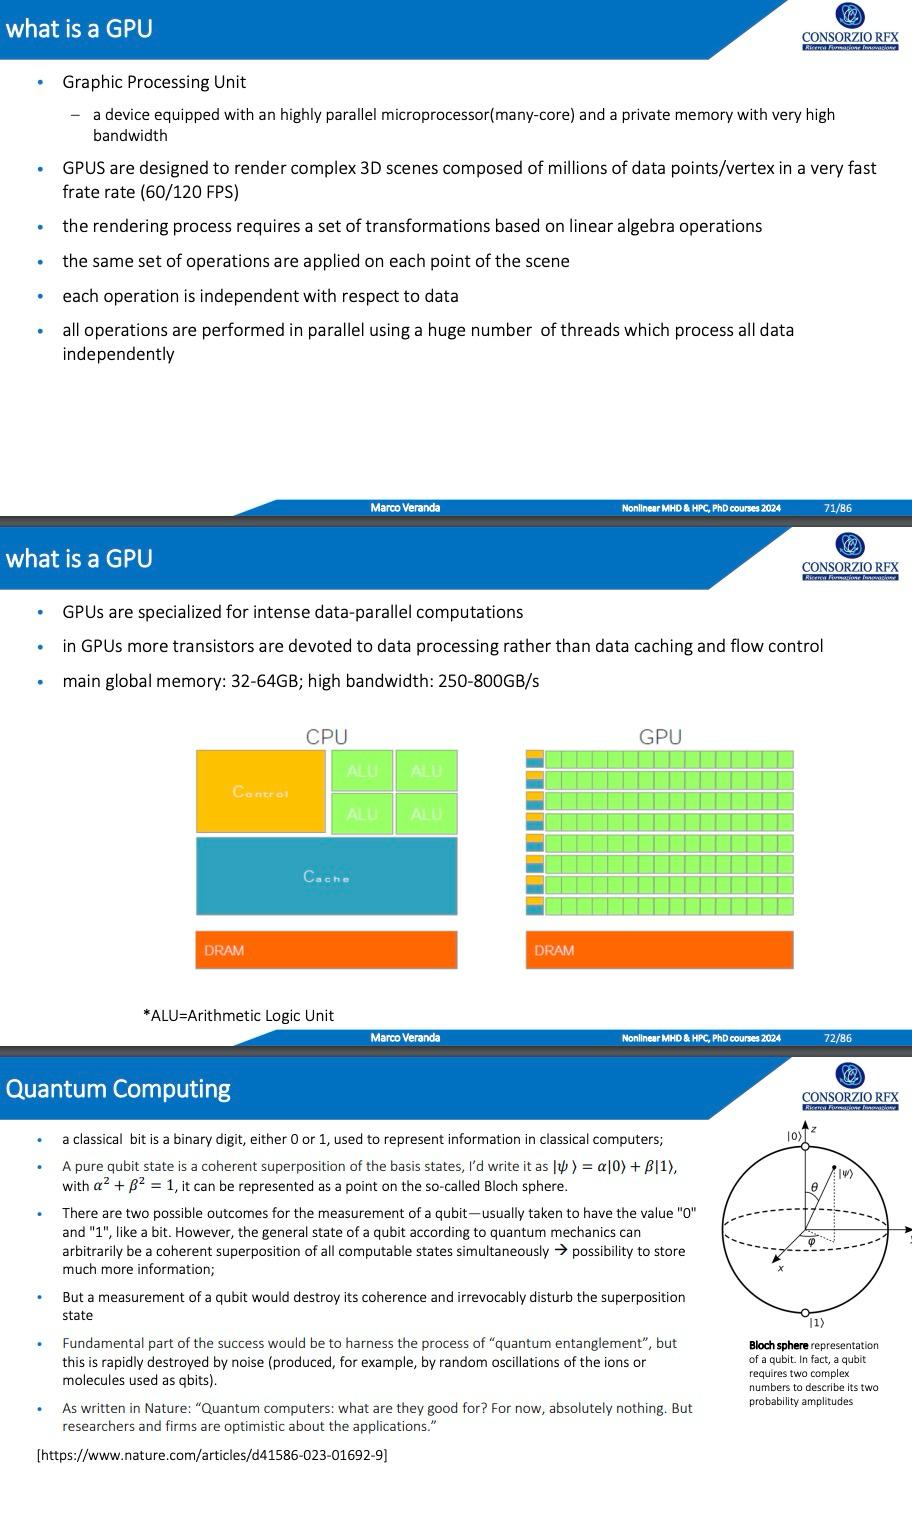 what is a GPU
CONSORZIO RFX
Ricerca Formazione Innovazione
• Graphic Processing Unit
– a device equipped with an highly parallel microprocessor(many-core) and a private memory with very high
bandwidth
• GPUS are designed to render complex 3D scenes composed of millions of data points/vertex in a very fast
frate rate (60/120 FPS)
• the rendering process requires a set of transformations based on linear algebra operations
• the same set of operations are applied on each point of the scene
• each operation is independent with respect to data
• all operations are performed in parallel using a huge number of threads which process all data
independently
Marco Veranda Nonlinear MHD & HPC, PhD courses 2024 71/86
what is a GPU
CONSORZIO RFX
Ricerca Formazione Innovazione
• GPUs are specialized for intense data-parallel computations
• in GPUs more transistors are devoted to data processing rather than data caching and flow control
• main global memory: 32-64GB; high bandwidth: 250-800GB/s
CPU
Control
ALU ALU
ALU ALU
Cache
DRAM
GPU
DRAM
*ALU=Arithmetic Logic Unit
Marco Veranda Nonlinear MHD & HPC, PhD courses 2024 72/86
Quantum Computing
CONSORZIO RFX
Ricerca Formazione Innovazione
• a classical bit is a binary digit, either 0 or 1, used to represent information in classical computers;
• A pure qubit state is a coherent superposition of the basis states, I'd write it as |ψ⟩ = α|0⟩ + β|1⟩,
with α² + β² = 1, it can be represented as a point on the so-called Bloch sphere.
• There are two possible outcomes for the measurement of a qubit—usually taken to have the value "0"
and "1", like a bit. However, the general state of a qubit according to quantum mechanics can
arbitrarily be a coherent superposition of all computable states simultaneously → possibility to store
much more information;
• But a measurement of a qubit would destroy its coherence and irrevocably disturb the superposition
state
• Fundamental part of the success would be to harness the process of “quantum entanglement”, but
this is rapidly destroyed by noise (produced, for example, by random oscillations of the ions or
molecules used as qbits).
• As written in Nature: “Quantum computers: what are they good for? For now, absolutely nothing. But
researchers and firms are optimistic about the applications.”
[https://www.nature.com/articles/d41586-023-01692-9]
|0⟩ z
|ψ⟩
θ
φ
x
|1⟩
Bloch sphere representation
of a qubit. In fact, a qubit
requires two complex
numbers to describe its two
probability amplitudes